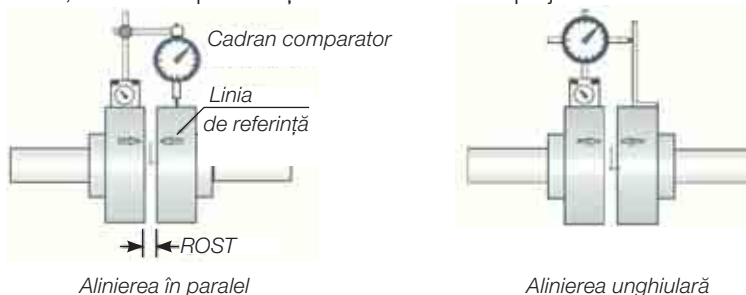 Cadran comparator
Linia
de referință
ROST
Alinierea în paralel
Alinierea unghiulară